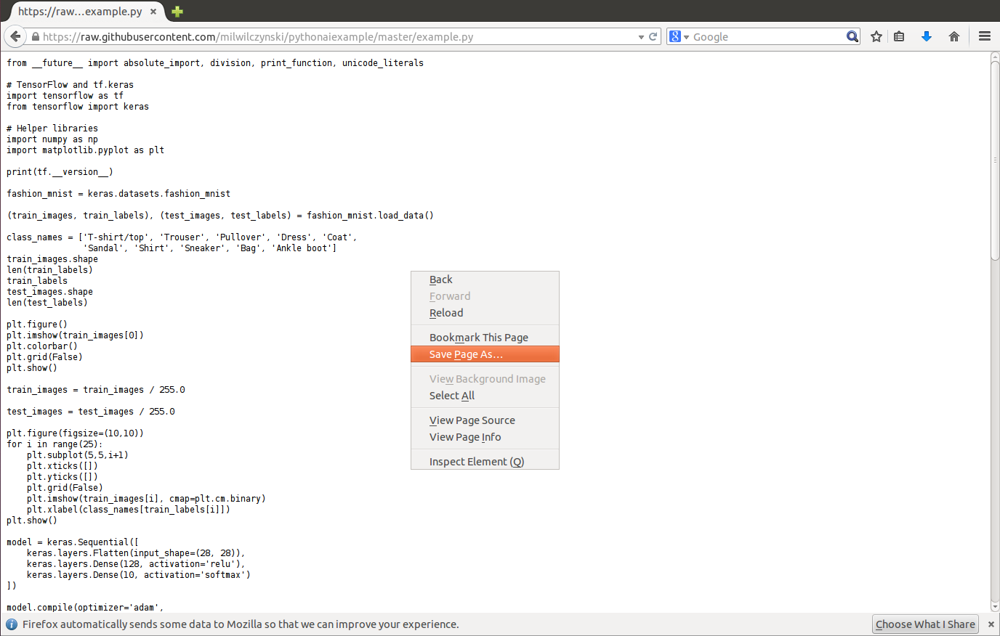 https://raw...example.py
https://raw.githubusercontent.com/milwilczynski/pythonaiexample/master/example.py
Google
from __future__ import absolute_import, division, print_function, unicode_literals
# TensorFlow and tf.keras
import tensorflow as tf
from tensorflow import keras
# Helper libraries
import numpy as np
import matplotlib.pyplot as plt
print(tf.__version__)
fashion_mnist = keras.datasets.fashion_mnist
(train_images, train_labels), (test_images, test_labels) = fashion_mnist.load_data()
class_names = ['T-shirt/top', 'Trouser', 'Pullover', 'Dress', 'Coat',
'Sandal', 'Shirt', 'Sneaker', 'Bag', 'Ankle boot']
train_images.shape
len(train_labels)
train_labels
test_images.shape
len(test_labels)
plt.figure()
plt.imshow(train_images[0])
plt.colorbar()
plt.grid(False)
plt.show()
train_images = train_images / 255.0
test_images = test_images / 255.0
plt.figure(figsize=(10,10))
for i in range(25):
    plt.subplot(5,5,i+1)
    plt.xticks([])
    plt.yticks([])
    plt.grid(False)
    plt.imshow(train_images[i], cmap=plt.cm.binary)
    plt.xlabel(class_names[train_labels[i]])
plt.show()
model = keras.Sequential([
    keras.layers.Flatten(input_shape=(28, 28)),
    keras.layers.Dense(128, activation='relu'),
    keras.layers.Dense(10, activation='softmax')
])
model.compile(optimizer='adam',
Back
Forward
Reload
Bookmark This Page
Save Page As...
View Background Image
Select All
View Page Source
View Page Info
Inspect Element (Q)
Firefox automatically sends some data to Mozilla so that we can improve your experience.
Choose What I Share